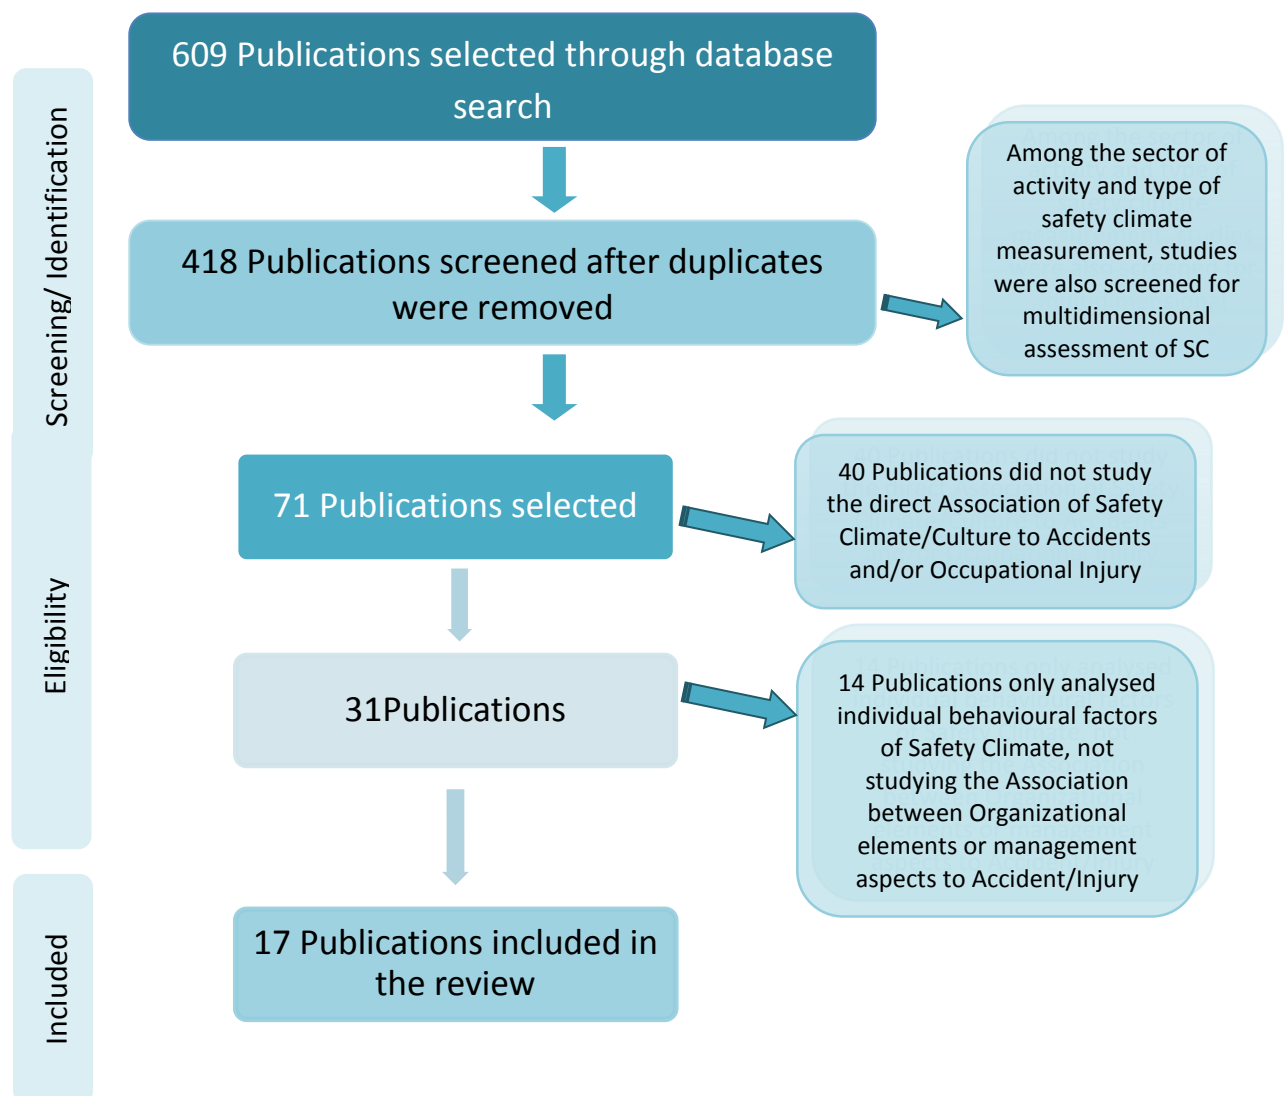 609 Publications selected through database
search
Screening/ Identification
418 Publications screened after duplicates
were removed
Among the sector of
activity and type of
safety climate
measurement, studies
were also screened for
multidimensional
assessment of SC
71 Publications selected
40 Publications did not study
the direct Association of Safety
Climate/Culture to Accidents
and/or Occupational Injury
Eligibility
31Publications
14 Publications only analysed
individual behavioural factors
of Safety Climate, not
studying the Association
between Organizational
elements or management
aspects to Accident/Injury
Included
17 Publications included in
the review